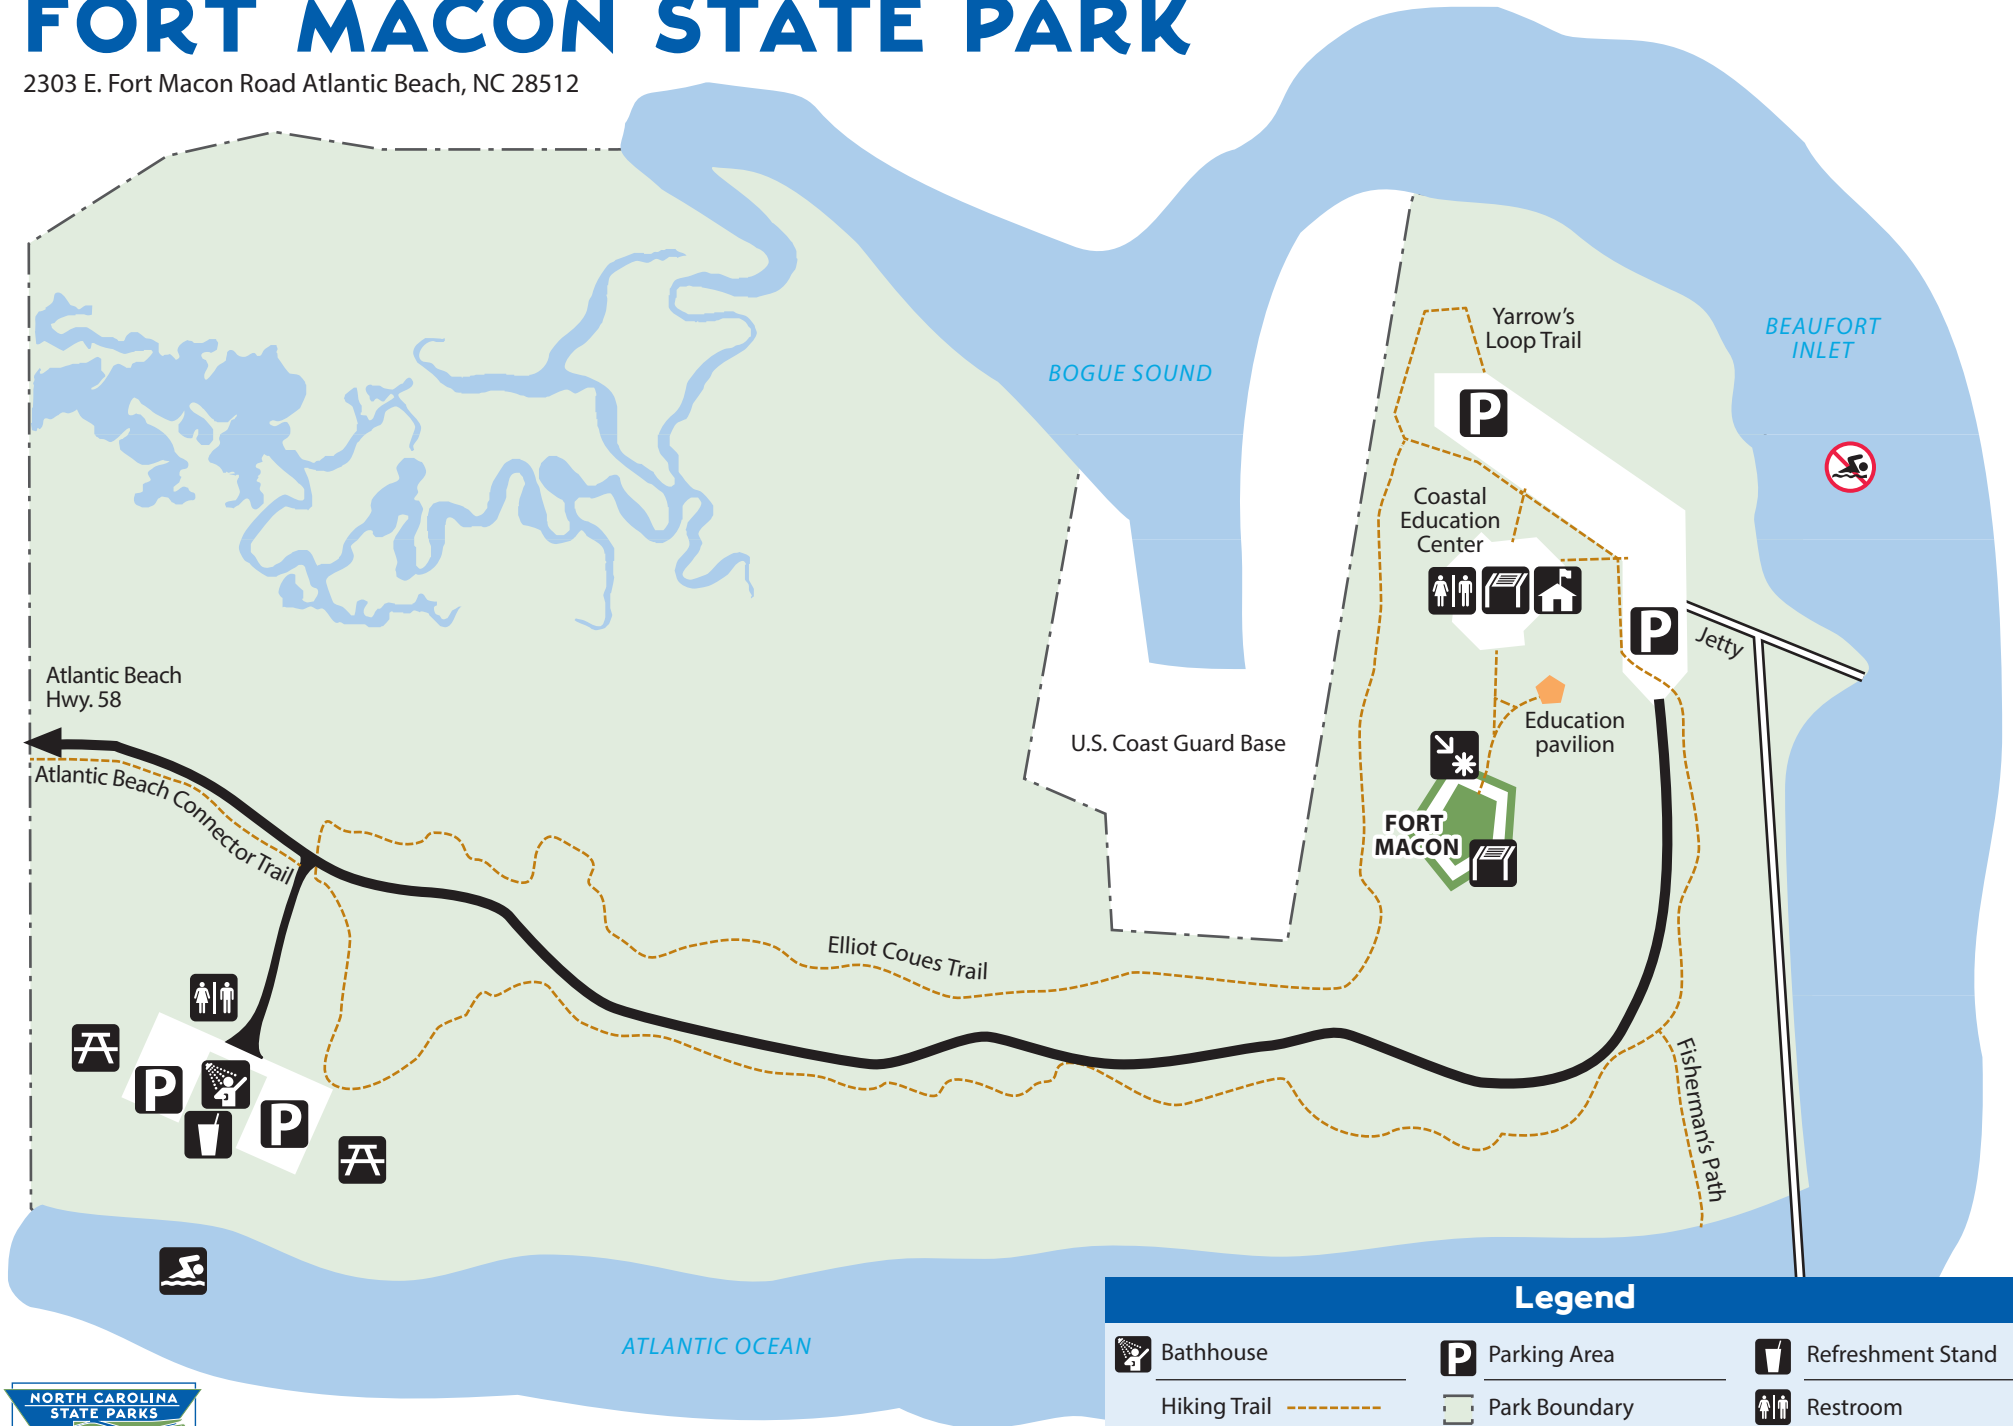 FORT MACON STATE PARK
2303 E. Fort Macon Road Atlantic Beach, NC 28512
Yarrow's
Loop Trail
BEAUFORT
INLET
BOGUE SOUND
P
Coastal
Education
Center
P
Jetty
Atlantic Beach
Hwy. 58
Education
pavilion
U.S. Coast Guard Base
Atlantic Beach Connector Trail
FORT
MACON
Elliot Coues Trail
Fisherman's Path
P
P
ATLANTIC OCEAN
Legend
Bathhouse
P Parking Area
Refreshment Stand
Hiking Trail
Park Boundary
Restroom
NORTH CAROLINA
STATE PARKS